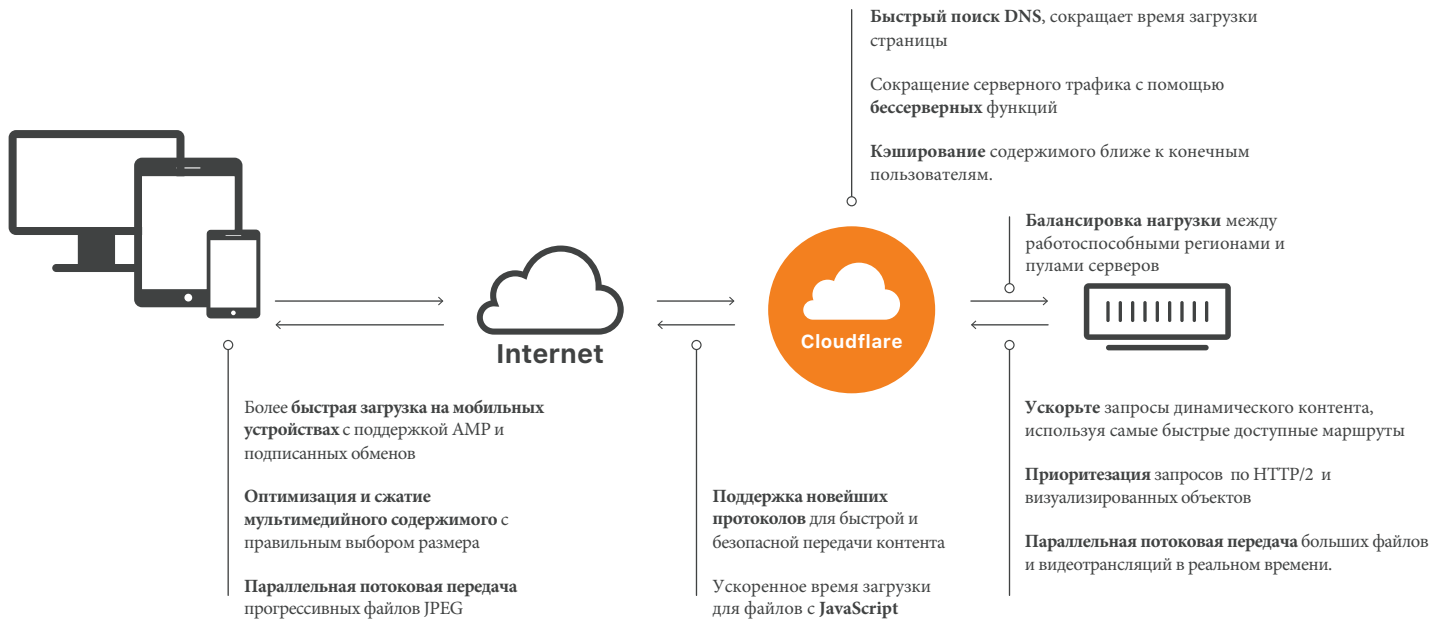 Быстрый поиск DNS, сокращает время загрузки
страницы
Сокращение серверного трафика с помощью
бессерверных функций
Кэширование содержимого ближе к конечным
пользователям.
Балансировка нагрузки между
работоспособными регионами и
пулами серверов
Internet
Cloudflare
Более быстрая загрузка на мобильных
устройствах с поддержкой AMP и
подписанных обменов
Оптимизация и сжатие
мультимедийного содержимого с
правильным выбором размера
Параллельная потоковая передача
прогрессивных файлов JPEG
Поддержка новейших
протоколов для быстрой и
безопасной передачи контента
Ускоренное время загрузки
для файлов с JavaScript
Ускорьте запросы динамического контента,
используя самые быстрые доступные маршруты
Приоритезация запросов по HTTP/2 и
визуализированных объектов
Параллельная потоковая передача больших файлов
и видеотрансляций в реальном времени.